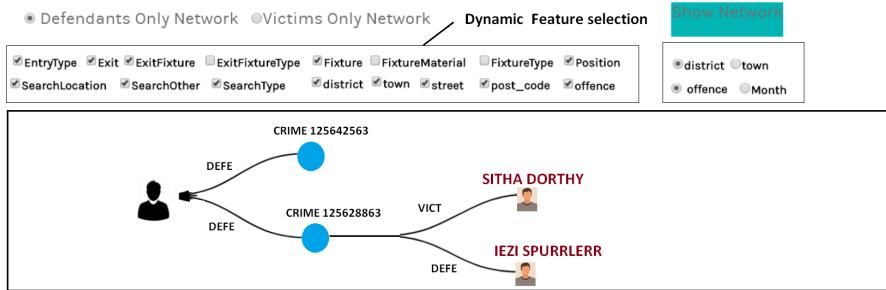 Defendants Only Network Victims Only Network Dynamic Feature selection Show Network
EntryType Exit ExitFixture ExitFixtureType Fixture FixtureMaterial FixtureType Position
SearchLocation SearchOther SearchType district town street post_code offence
district town
offence Month
CRIME 125642563
DEFE
SITHA DORTHY
CRIME 125628863
VICT
DEFE
IEZI SPURRLERR
DEFE